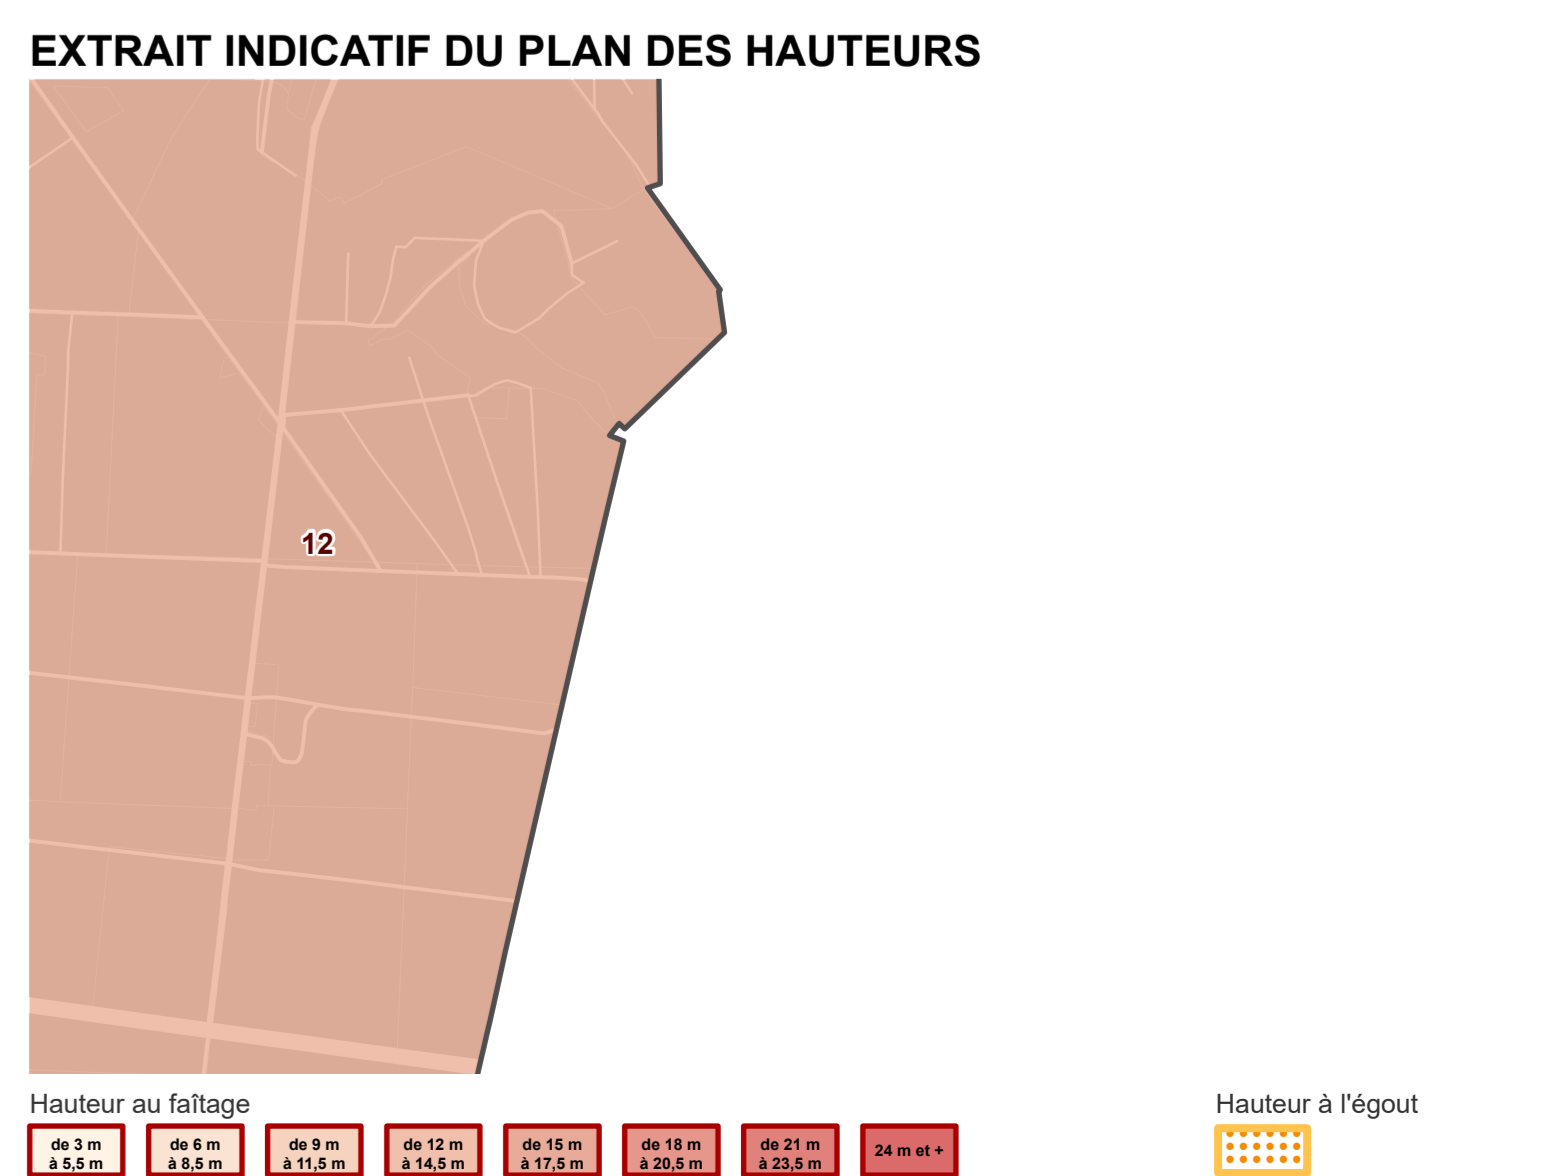 EXTRAIT INDICATIF DU PLAN DES HAUTEURS
12
Hauteur au faîtage
Hauteur à l'égout
de 3 m
à 5,5 m
de 6 m
à 8,5 m
de 9 m
à 11,5 m
de 12 m
à 14,5 m
de 15 m
à 17,5 m
de 18 m
à 20,5 m
de 21 m
à 23,5 m
24 m et +